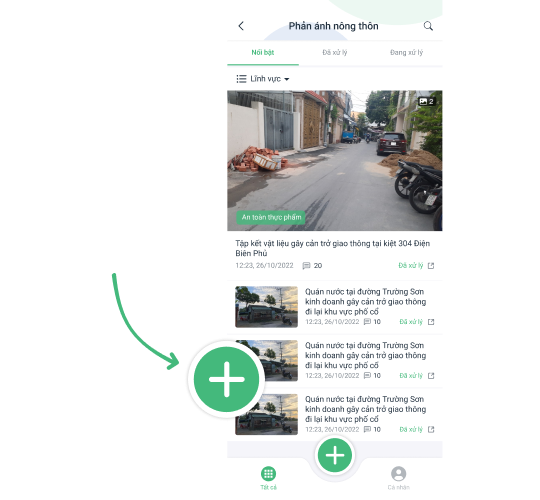 Phản ánh nông thôn
Nổi bật
Đã xử lý
Đang xử lý
Lĩnh vực
2
An toàn thực phẩm
Tập kết vật liệu gây cản trở giao thông tại kiệt 304 Điện
Biên Phủ
12:23, 26/10/2022 20 Đã xử lý
Quán nước tại đường Trường Sơn
kinh doanh gây cản trở giao thông
đi lại khu vực phố cổ
12:23, 26/10/2022 10 Đã xử lý
Quán nước tại đường Trường Sơn
kinh doanh gây cản trở giao thông
đi lại khu vực phố cổ
12:23, 26/10/2022 10 Đã xử lý
Quán nước tại đường Trường Sơn
kinh doanh gây cản trở giao thông
đi lại khu vực phố cổ
12:23, 26/10/2022 10 Đã xử lý
Tất cả
Cá nhân